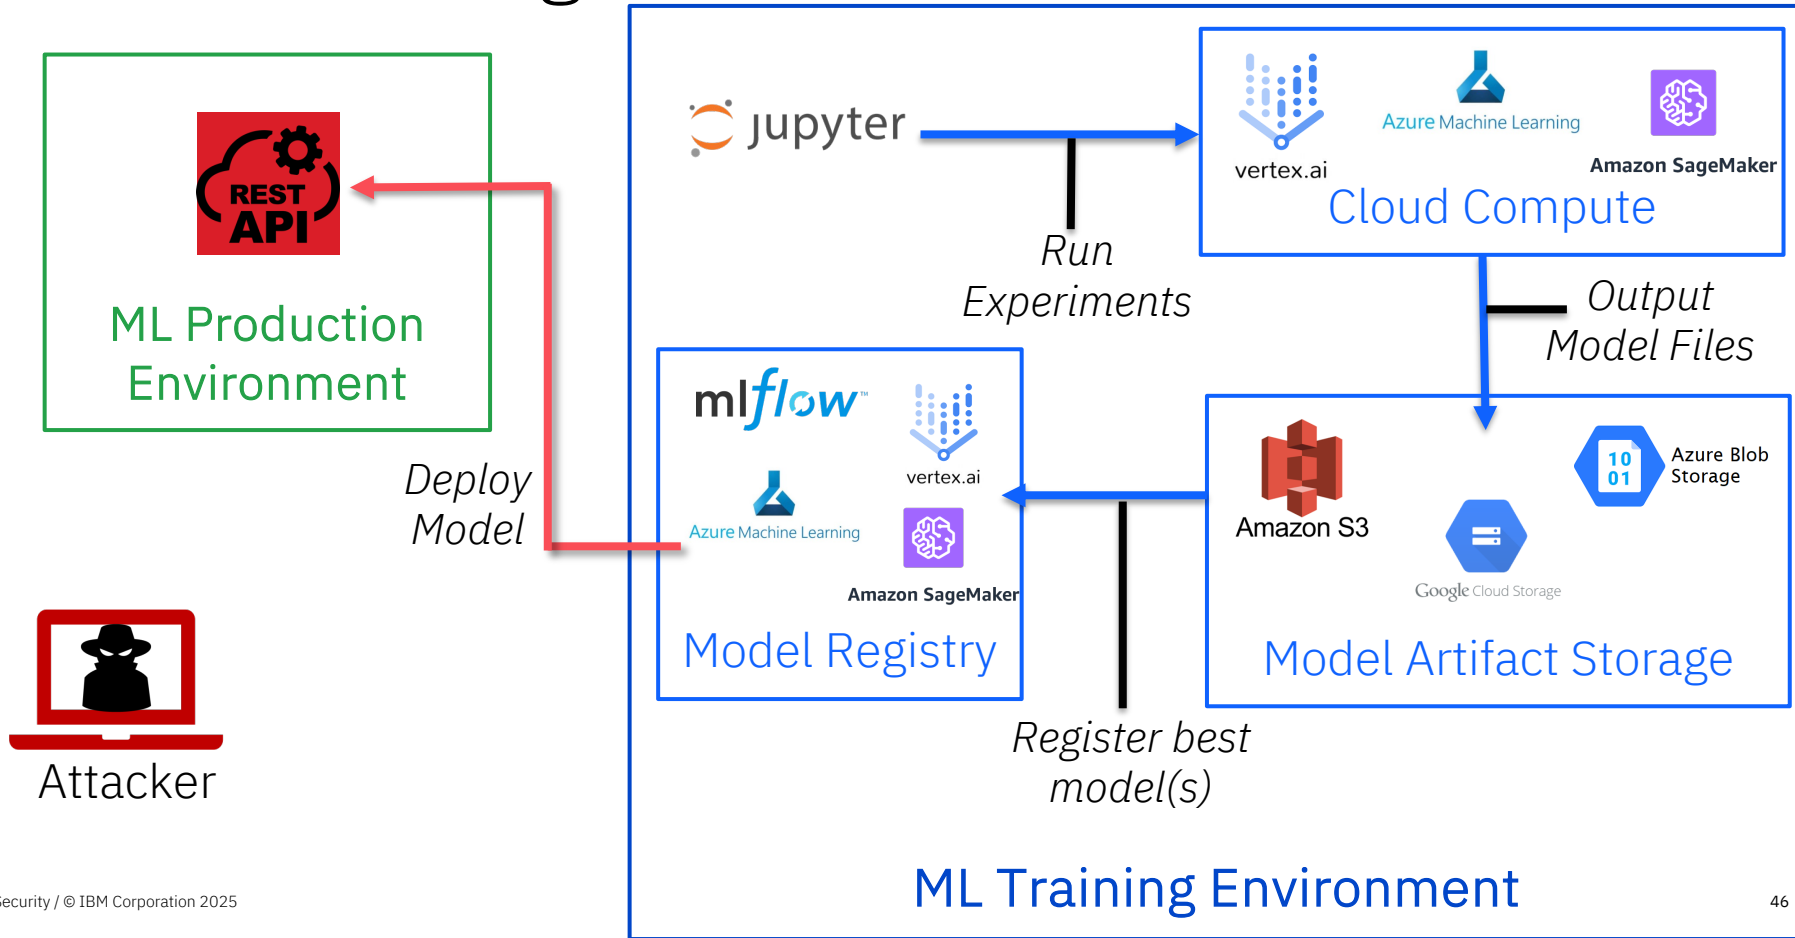 REST
API
ML Production
Environment
Attacker
Deploy
Model
jupyter
Run
Experiments
vertex.ai
Azure Machine Learning
Amazon SageMaker
Cloud Compute
Output
Model Files
mlflow™
vertex.ai
Azure Machine Learning
Amazon SageMaker
Model Registry
Amazon S3
10
01
Azure Blob
Storage
Google Cloud Storage
Model Artifact Storage
Register best
model(s)
ML Training Environment
Security / © IBM Corporation 2025
46